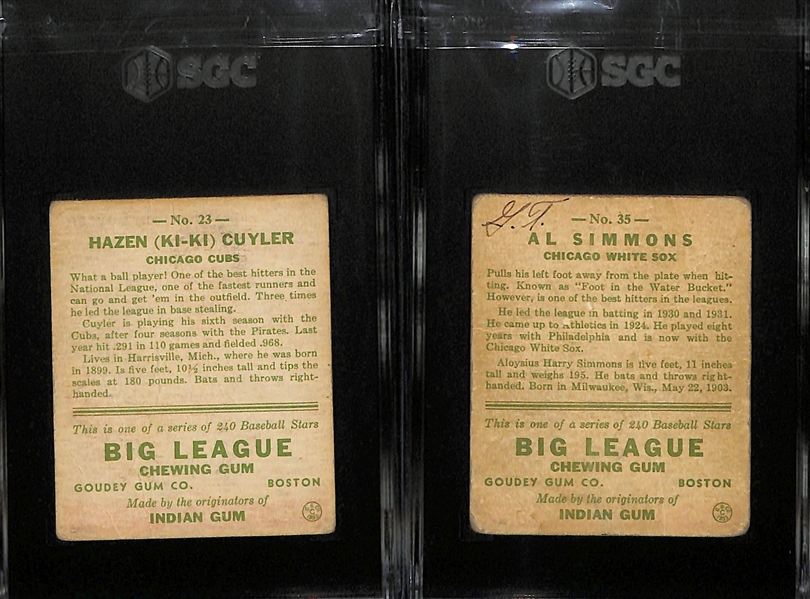 SGC
— No. 23 —
HAZEN (KI-KI) CUYLER
CHICAGO CUBS
What a ball player! One of the best hitters in the
National League, one of the fastest runners and
can go and get 'em in the outfield. Three times
he led the league in base stealing.
Cuyler is playing his sixth season with the
Cubs, after four seasons with the Pirates. Last
year hit .291 in 110 games and fielded .968.
Lives in Harrisville, Mich., where he was born
in 1899. Is five feet, 10½ inches tall and tips the
scales at 180 pounds. Bats and throws right-
handed.
This is one of a series of 240 Baseball Stars
BIG LEAGUE
CHEWING GUM
GOUDEY GUM CO. BOSTON
Made by the originators of
INDIAN GUM
SGC
G.T.
— No. 35 —
AL SIMMONS
CHICAGO WHITE SOX
Pulls his left foot away from the plate when hit-
ting. Known as "Foot in the Water Bucket."
However, is one of the best hitters in the leagues.
He led the league in batting in 1930 and 1931.
He came up to Athletics in 1924. He played eight
years with Philadelphia and is now with the
Chicago White Sox.
Aloysius Harry Simmons is five feet, 11 inches
tall and weighs 195. He bats and throws right-
handed. Born in Milwaukee, Wis., May 22, 1903.
This is one of a series of 240 Baseball Stars
BIG LEAGUE
CHEWING GUM
GOUDEY GUM CO. BOSTON
Made by the originators of
INDIAN GUM